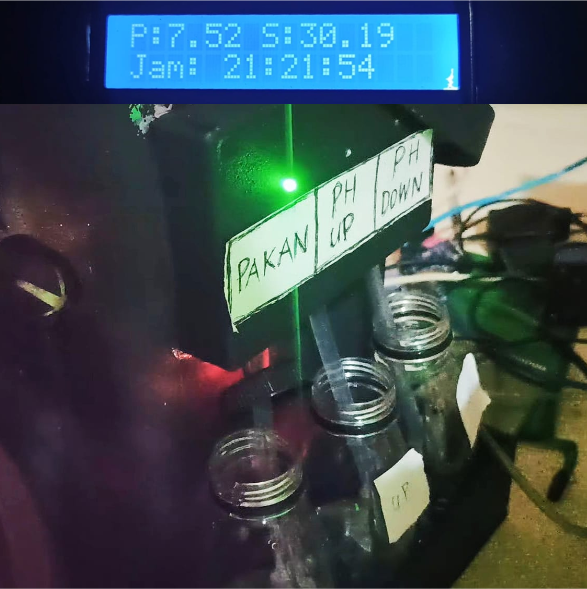 P:7.52 S:30.19
Jam: 21:21:54
PAKAN
PH UP
PH DOWN
UP